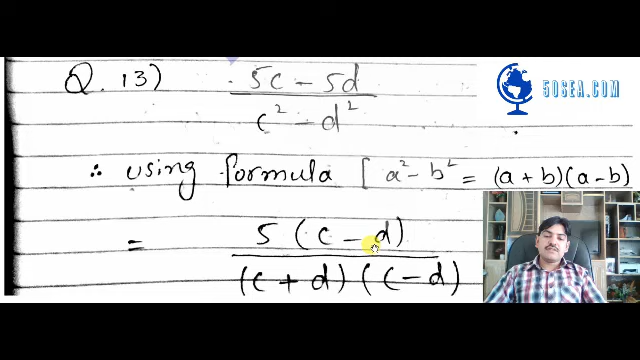 Q. 13) 5c - 5d / c² - d²
50SEA.COM
∴ using formula [a² - b² = (a + b)(a - b)
= 5 (c - d) / (c + d) (c - d)